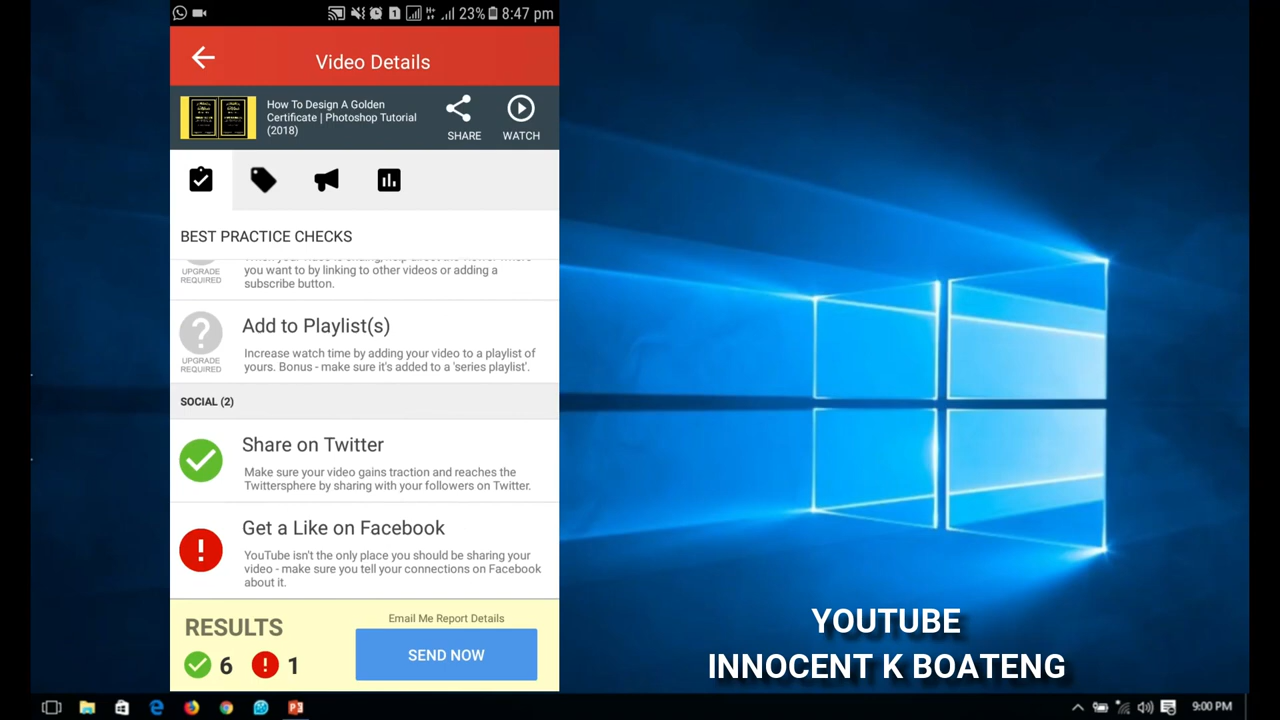 23% 8:47 pm
Video Details
How To Design A Golden
Certificate | Photoshop Tutorial
(2018)
SHARE
WATCH
BEST PRACTICE CHECKS
UPGRADE
REQUIRED
you want to by linking to other videos or adding a
subscribe button.
Add to Playlist(s)
UPGRADE
REQUIRED
Increase watch time by adding your video to a playlist of
yours. Bonus - make sure it's added to a 'series playlist'.
SOCIAL (2)
Share on Twitter
Make sure your video gains traction and reaches the
Twittersphere by sharing with your followers on Twitter.
Get a Like on Facebook
YouTube isn't the only place you should be sharing your
video - make sure you tell your connections on Facebook
about it.
RESULTS
6 1
Email Me Report Details
SEND NOW
YOUTUBE
INNOCENT K BOATENG
9:00 PM